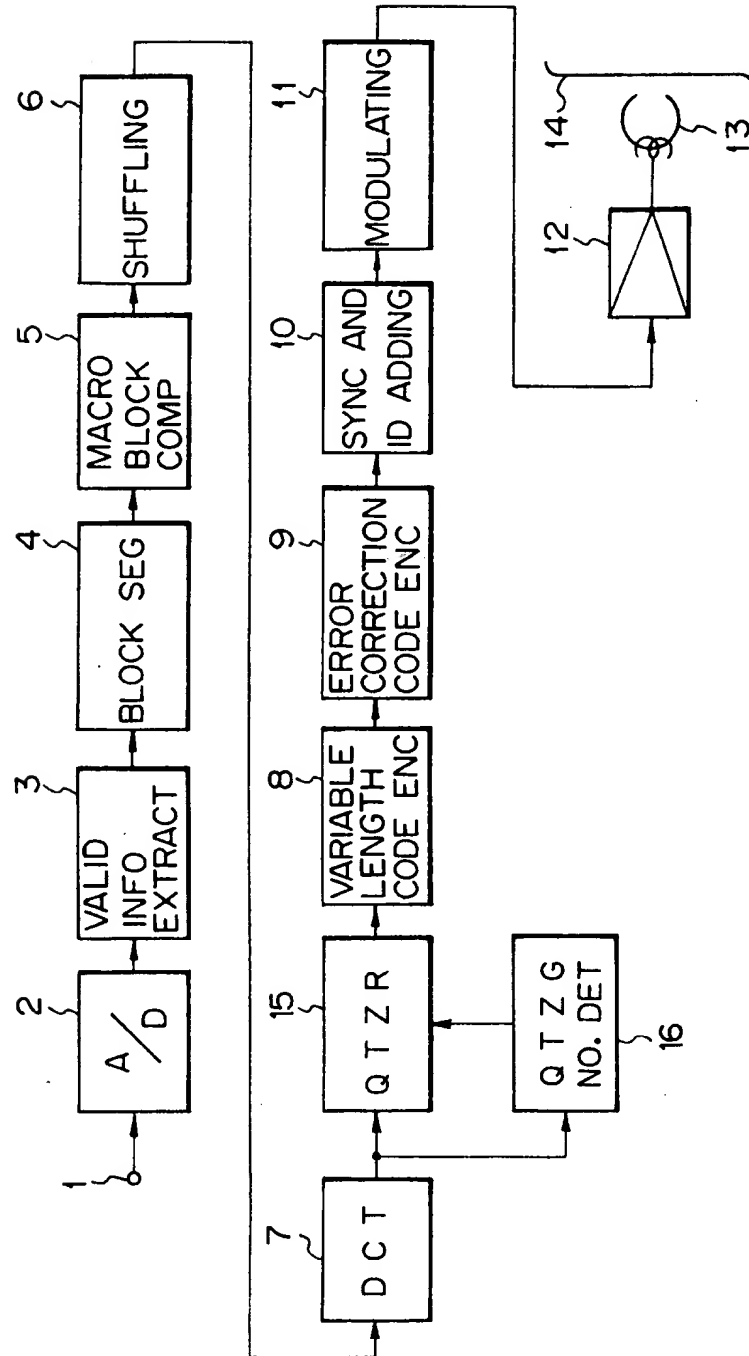 1
2
A/D
3
VALID
INFO
EXTRACT
4
BLOCK SEG
5
MACRO
BLOCK
COMP
6
SHUFFLING
7
D C T
15
Q T Z R
Q T Z G
NO. DET
16
8
VARIABLE
LENGTH
CODE ENC
9
ERROR
CORRECTION
CODE ENC
10
SYNC AND
ID ADDING
11
MODULATING
12
13
14